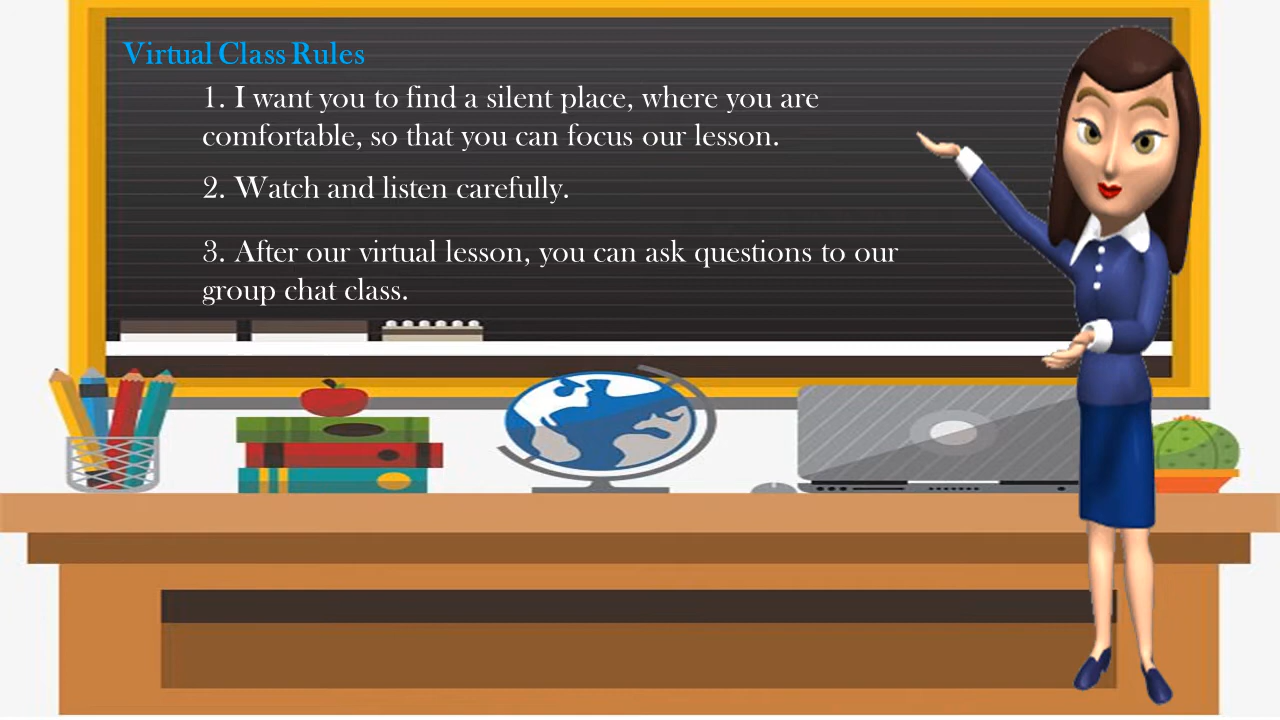 Virtual Class Rules
1. I want you to find a silent place, where you are
comfortable, so that you can focus our lesson.
2. Watch and listen carefully.
3. After our virtual lesson, you can ask questions to our
group chat class.